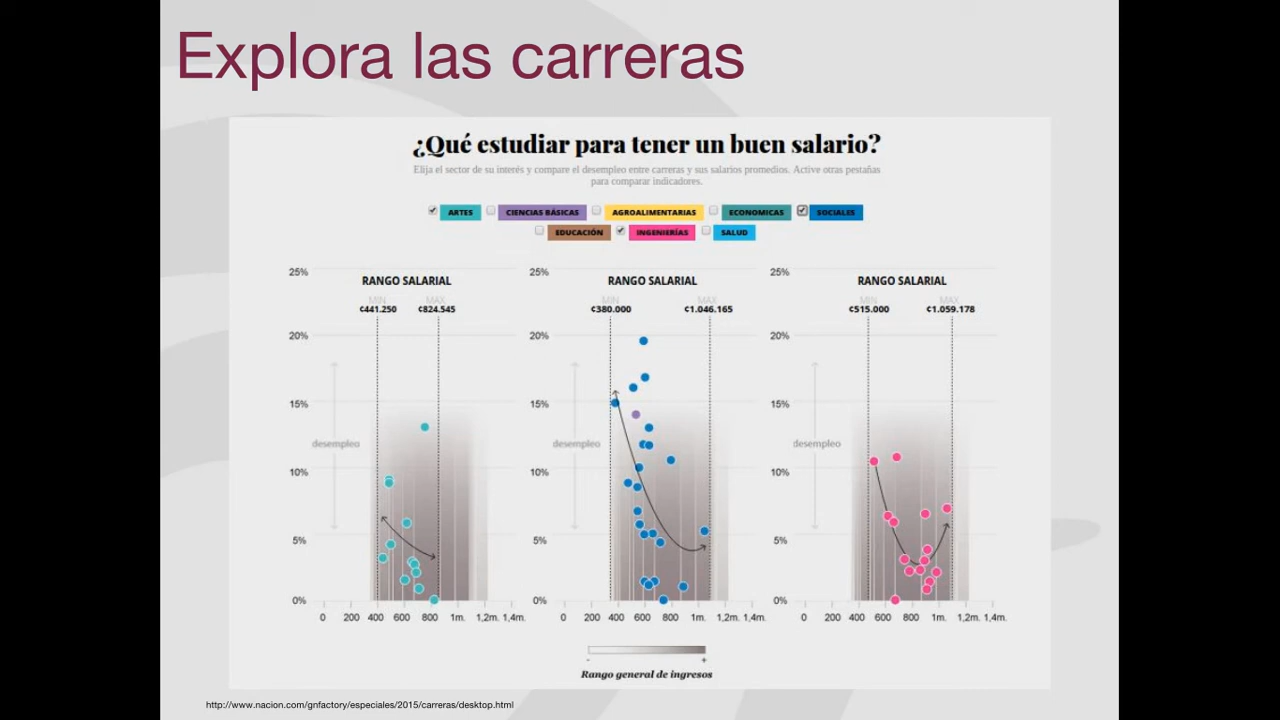 Explora las carreras
¿Qué estudiar para tener un buen salario?
Elija el sector de su interés y compare el desempleo entre carreras y sus salarios promedios. Active otras pestañas
para comparar indicadores.
ARTES CIENCIAS BÁSICAS AGROALIMENTARIAS ECONOMICAS SOCIALES
EDUCACIÓN INGENIERÍAS SALUD
25% RANGO SALARIAL 25% RANGO SALARIAL 25% RANGO SALARIAL
MIN MAX MIN MAX MIN MAX
¢441.250 ¢824.545 ¢380.000 ¢1.046.165 ¢515.000 ¢1.059.178
20% 20% 20%
15% 15% 15%
desempleo desempleo desempleo
10% 10% 10%
5% 5% 5%
0% 0% 0%
0 200 400 600 800 1m. 1,2m. 1,4m. 0 200 400 600 800 1m. 1,2m. 1,4m. 0 200 400 600 800 1m. 1,2m. 1,4m.
- +
Rango general de ingresos
http://www.nacion.com/gnfactory/especiales/2015/carreras/desktop.html